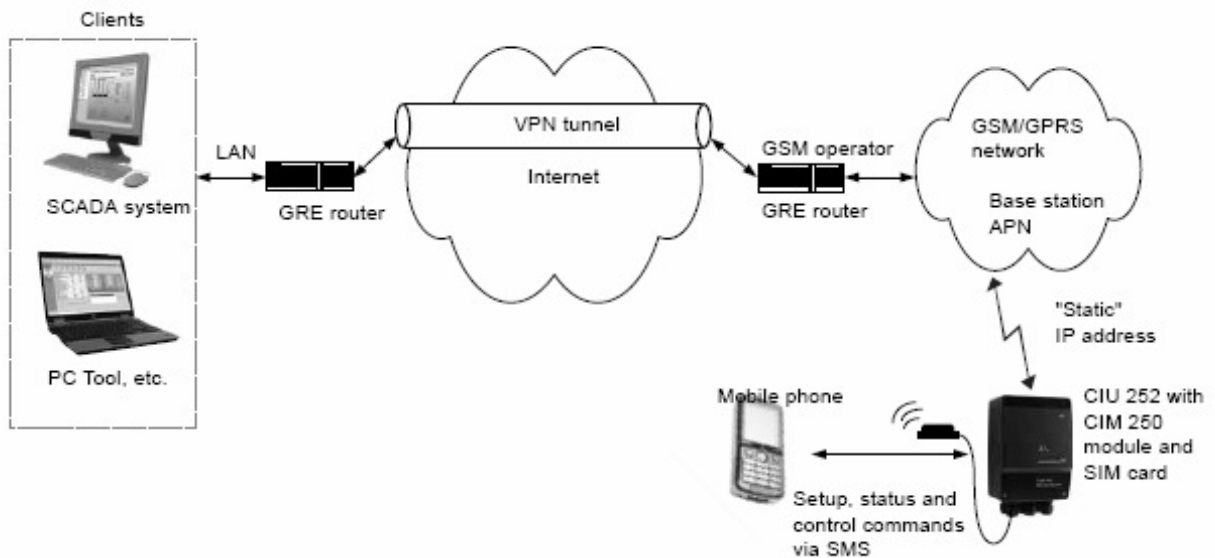 Clients
SCADA system
PC Tool, etc.
LAN
GRE router
VPN tunnel
Internet
GSM operator
GRE router
GSM/GPRS
network
Base station
APN
"Static"
IP address
Mobile phone
Setup, status and
control commands
via SMS
CIU 252 with
CIM 250
module and
SIM card